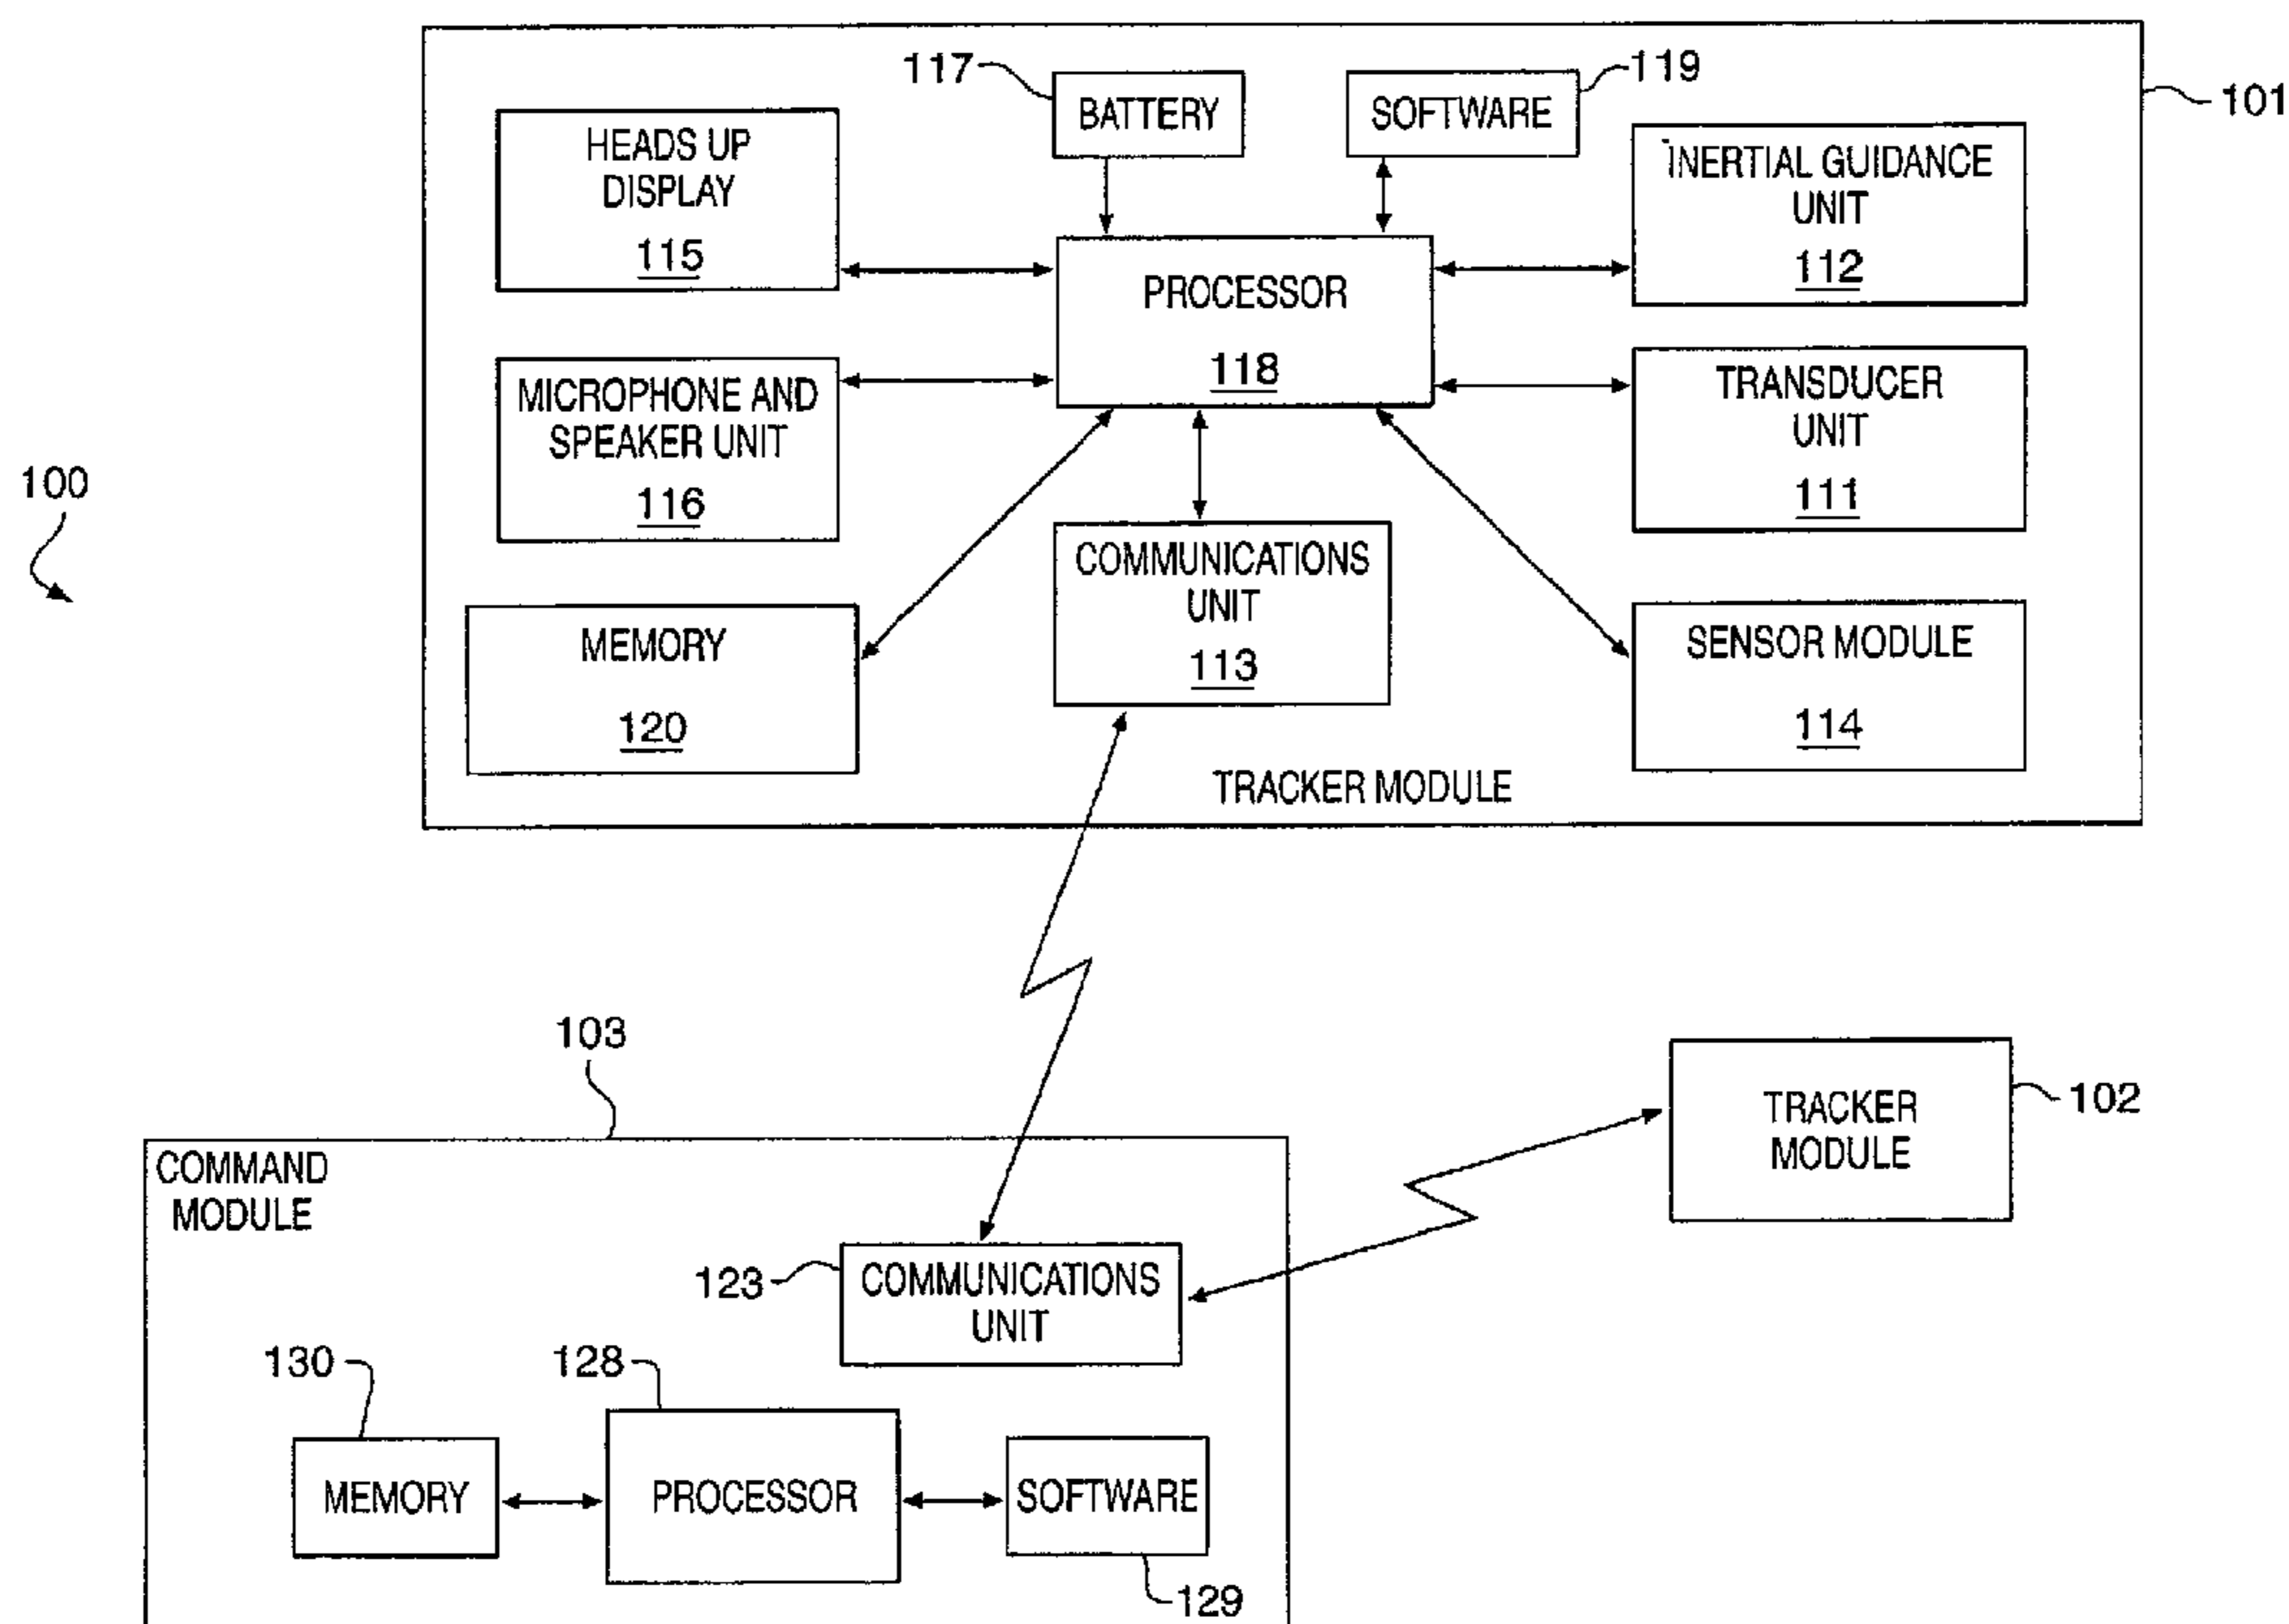 117
BATTERY
SOFTWARE
119
101
HEADS UP
DISPLAY
115
INERTIAL GUIDANCE
UNIT
112
PROCESSOR
118
MICROPHONE AND
SPEAKER UNIT
116
TRANSDUCER
UNIT
111
100
COMMUNICATIONS
UNIT
113
MEMORY
120
SENSOR MODULE
114
TRACKER MODULE
103
TRACKER
MODULE
102
COMMAND
MODULE
123
COMMUNICATIONS
UNIT
130
128
MEMORY
PROCESSOR
SOFTWARE
129